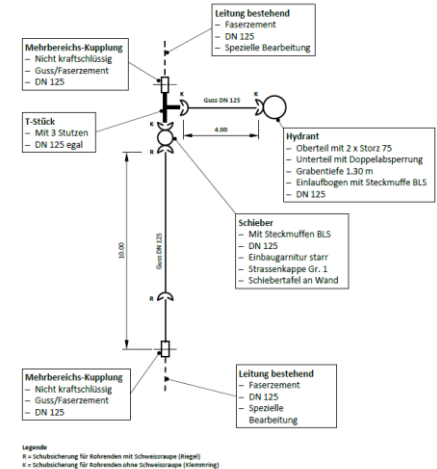 Leitung bestehend
– Faserzement
– DN 125
– Spezielle Bearbeitung
Mehrbereichs-Kupplung
– Nicht kraftschlüssig
– Guss/Faserzement
– DN 125
K
Guss DN 125
K
4.00
T-Stück
– Mit 3 Stutzen
– DN 125 egal
K
R
Hydrant
– Oberteil mit 2 x Storz 75
– Unterteil mit Doppelabsperrung
– Grabentiefe 1.30 m
– Einlaufbogen mit Steckmuffe BLS
– DN 125
Schieber
– Mit Steckmuffen BLS
– DN 125
– Einbaugarnitur starr
– Strassenkappe Gr. 1
– Schiebertafel an Wand
10.00
Guss DN 125
R
Mehrbereichs-Kupplung
– Nicht kraftschlüssig
– Guss/Faserzement
– DN 125
Leitung bestehend
– Faserzement
– DN 125
– Spezielle
Bearbeitung
Legende
R = Schubsicherung für Rohrenden mit Schweissraupe (Riegel)
K = Schubsicherung für Rohrenden ohne Schweissraupe (Klemmring)